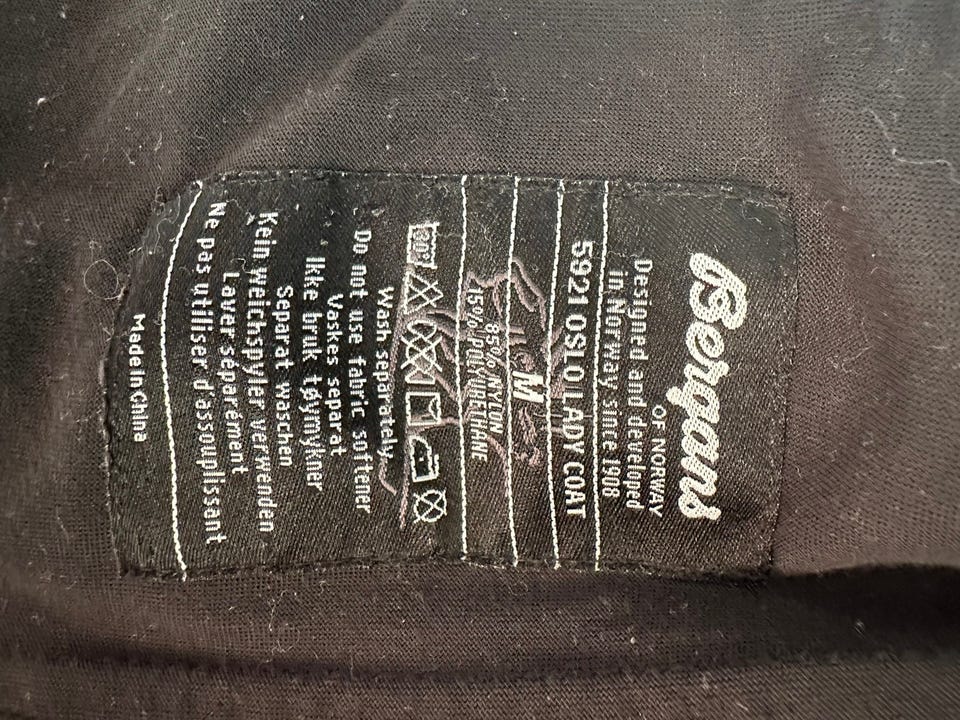 Bergans
OF NORWAY
Designed and developed
in Norway since 1908
5921 OSLO LADY COAT
M
85% NYLON
15% POLYURETHANE
30°
Wash separately
Do not use fabric softener
Vaskes separat
Ikke bruk tøymykner
Separat waschen
Kein weichspyler verwenden
Laver séparément
Ne pas utiliser d'assouplissant
Made in China